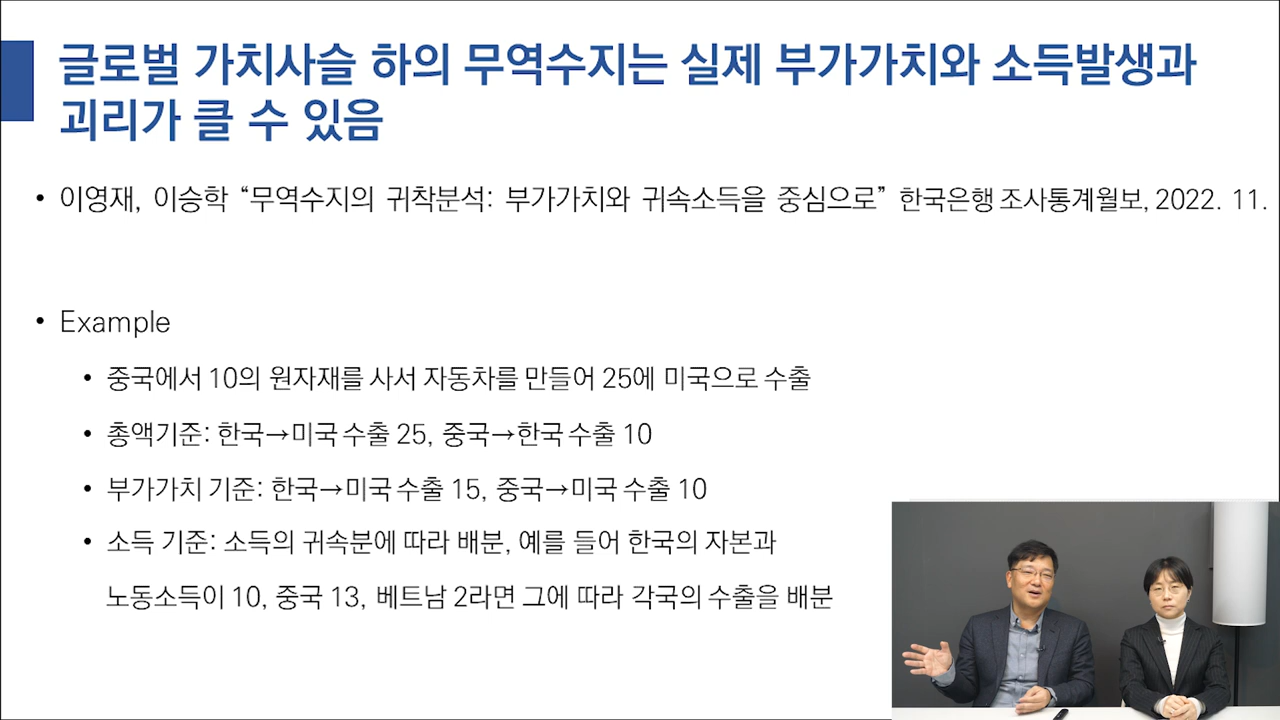 글로벌 가치사슬 하의 무역수지는 실제 부가가치와 소득발생과
괴리가 클 수 있음
• 이영재, 이승학 “무역수지의 귀착분석: 부가가치와 귀속소득을 중심으로” 한국은행 조사통계월보, 2022. 11.
• Example
• 중국에서 10의 원자재를 사서 자동차를 만들어 25에 미국으로 수출
• 총액기준: 한국→미국 수출 25, 중국→한국 수출 10
• 부가가치 기준: 한국→미국 수출 15, 중국→미국 수출 10
• 소득 기준: 소득의 귀속분에 따라 배분, 예를 들어 한국의 자본과
노동소득이 10, 중국 13, 베트남 2라면 그에 따라 각국의 수출을 배분